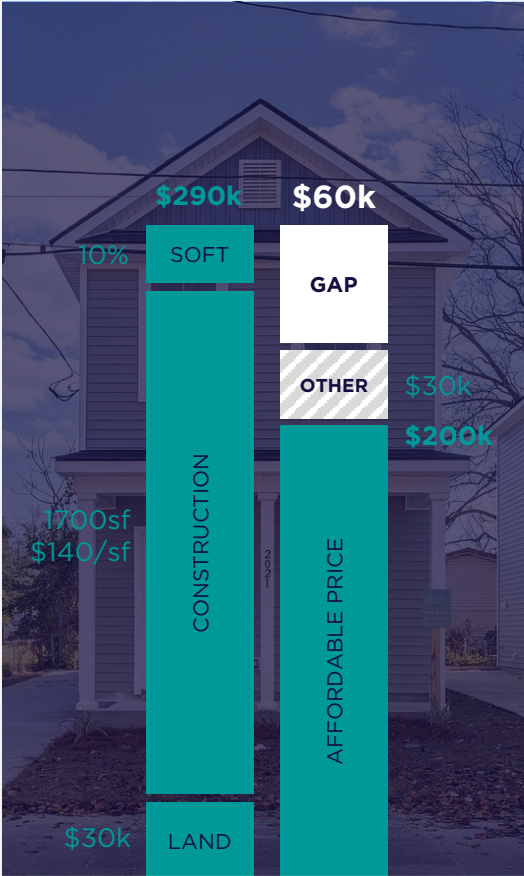 $290k
$60k
10%
SOFT
GAP
OTHER
$30k
$200k
1700sf
$140/sf
CONSTRUCTION
2021
AFFORDABLE PRICE
$30k
LAND